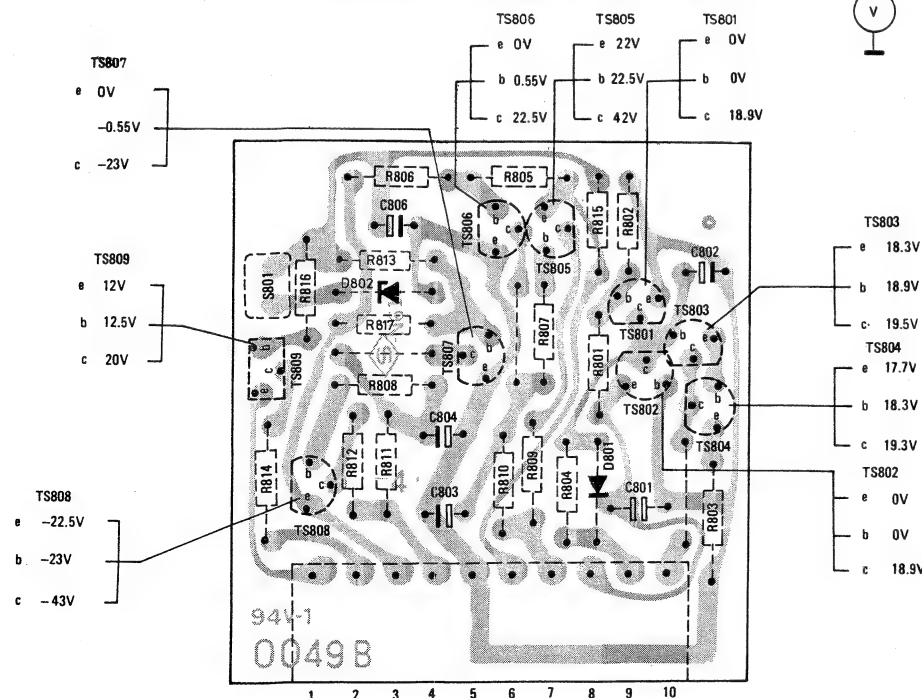 V
TS806
e 0V
b 0.55V
c 22.5V
TS805
e 22V
b 22.5V
c 42V
TS801
e 0V
b 0V
c 18.9V
TS807
e 0V
-0.55V
c -23V
TS809
e 12V
b 12.5V
c 20V
TS808
e -22.5V
b -23V
c -43V
TS803
e 18.3V
b 18.9V
c 19.5V
TS804
e 17.7V
b 18.3V
c 19.3V
TS802
e 0V
b 0V
c 18.9V
R806
R805
C806
b
c
e
TS806
e
c
b
TS805
R815
R802
C802
S801
R816
R813
D802
R817
R808
b
c
e
TS807
R807
b e
c
TS801
TS803
b e
c
R801
c
e b
TS802
b
c
e
TS804
b
c
e
TS809
C804
R814
b
c
e
TS808
R812
R811
C803
R810
R809
R804
D801
C801
R803
94V-1
0049B
1 2 3 4 5 6 7 8 9 10